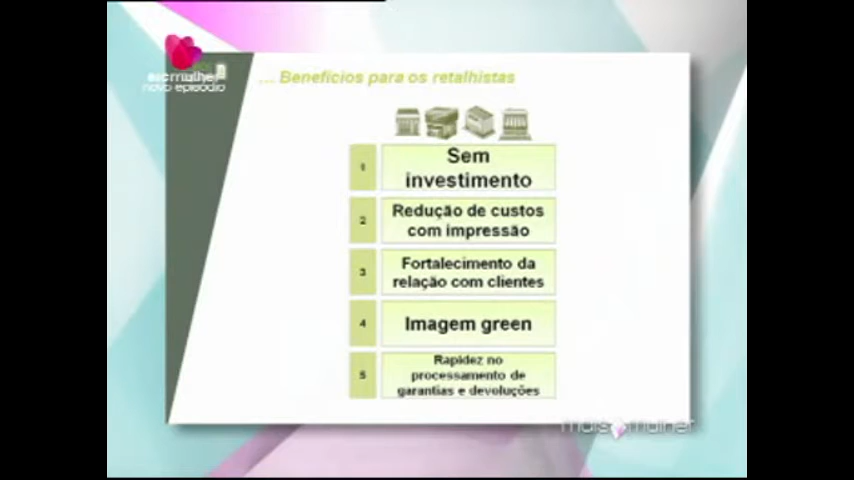 sicmulher
novo episódio
... Benefícios para os retalhistas
1
Sem
investimento
2
Redução de custos
com impressão
3
Fortalecimento da
relação com clientes
4
Imagem green
5
Rapidez no
processamento de
garantias e devoluções
mais mulher